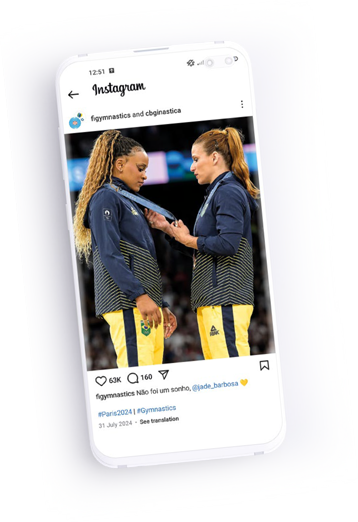 12:51
Instagram
figymnastics and cbginastica
63K 160
figymnastics Não foi um sonho, @jade_barbosa 💛
#Paris2024 | #Gymnastics
31 July 2024 • See translation